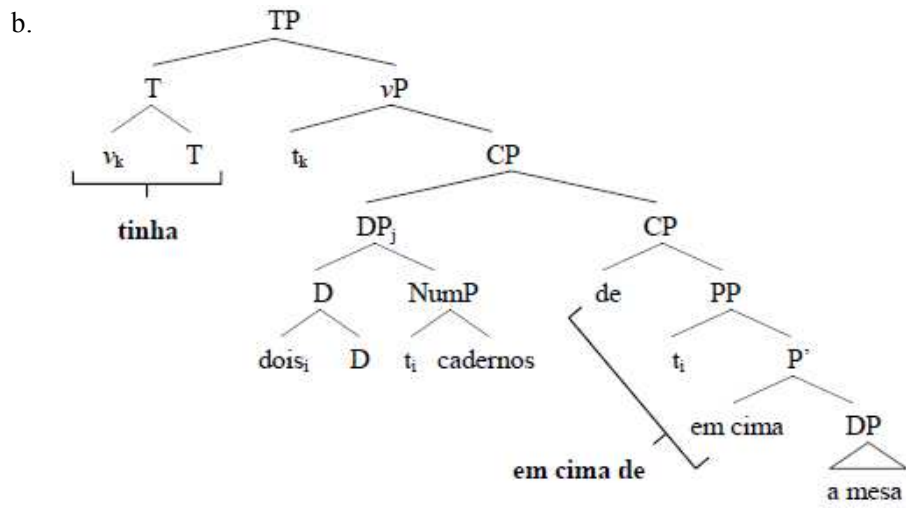 b.
TP
T vP
vₖ T tₖ CP
tinha DPⱼ CP
D NumP de PP
doisᵢ D tᵢ cadernos tᵢ P’
em cima DP
em cima de a mesa